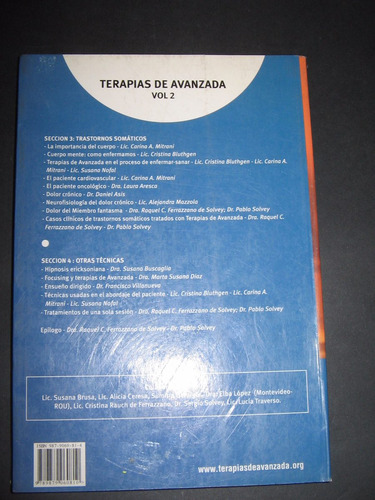 TERAPIAS DE AVANZADA
VOL 2
SECCION 3: TRASTORNOS SOMÁTICOS
- La importancia del cuerpo - Lic. Carina A. Mitrani
- Cuerpo mente: como enfermamos - Lic. Cristina Bluthgen
- Terapias de Avanzada en el proceso de enfermar-sanar - Lic. Cristina Bluthgen - Lic. Carina A.
Mitrani - Lic. Susana Nafal
- El paciente cardiovascular - Lic. Carina A. Mitrani
- El paciente oncológico - Dra. Laura Aresca
- Dolor crónico - Dr. Daniel Asís
- Neurofisiología del dolor crónico - Lic. Alejandra Mazzola
- Dolor del Miembro fantasma - Dra. Raquel C. Ferrazzano de Solvey; Dr. Pablo Solvey
- Casos clínicos de trastornos somáticos tratados con Terapias de Avanzada - Dra. Raquel C.
Ferrazzano de Solvey - Dr. Pablo Solvey
SECCION 4: OTRAS TÉCNICAS
- Hipnosis ericksoniana - Dra. Susana Buscaglia
- Focusing y terapias de Avanzada - Dra. Marta Susana Diaz
- Ensueño dirigido - Dr. Francisco Villanueva
- Técnicas usadas en el abordaje del paciente - Lic. Cristina Bluthgen - Lic. Carina A.
Mitrani - Lic. Susana Nafal
- Tratamientos de una sola sesión - Dra. Raquel C. Ferrazzano de Solvey; Dr. Pablo Solvey
Epílogo - Dra. Raquel C. Ferrazzano de Solvey - Dr. Pablo Solvey
Lic. Susana Brusa, Lic. Alicia Dra. Elba López (Montevideo-
ROU), Lic. Cristina Rauch de Ferrazzano, Dr. Sergio Solvey, Lic. Lucía Traverso.
www.terapiasdeavanzada.org